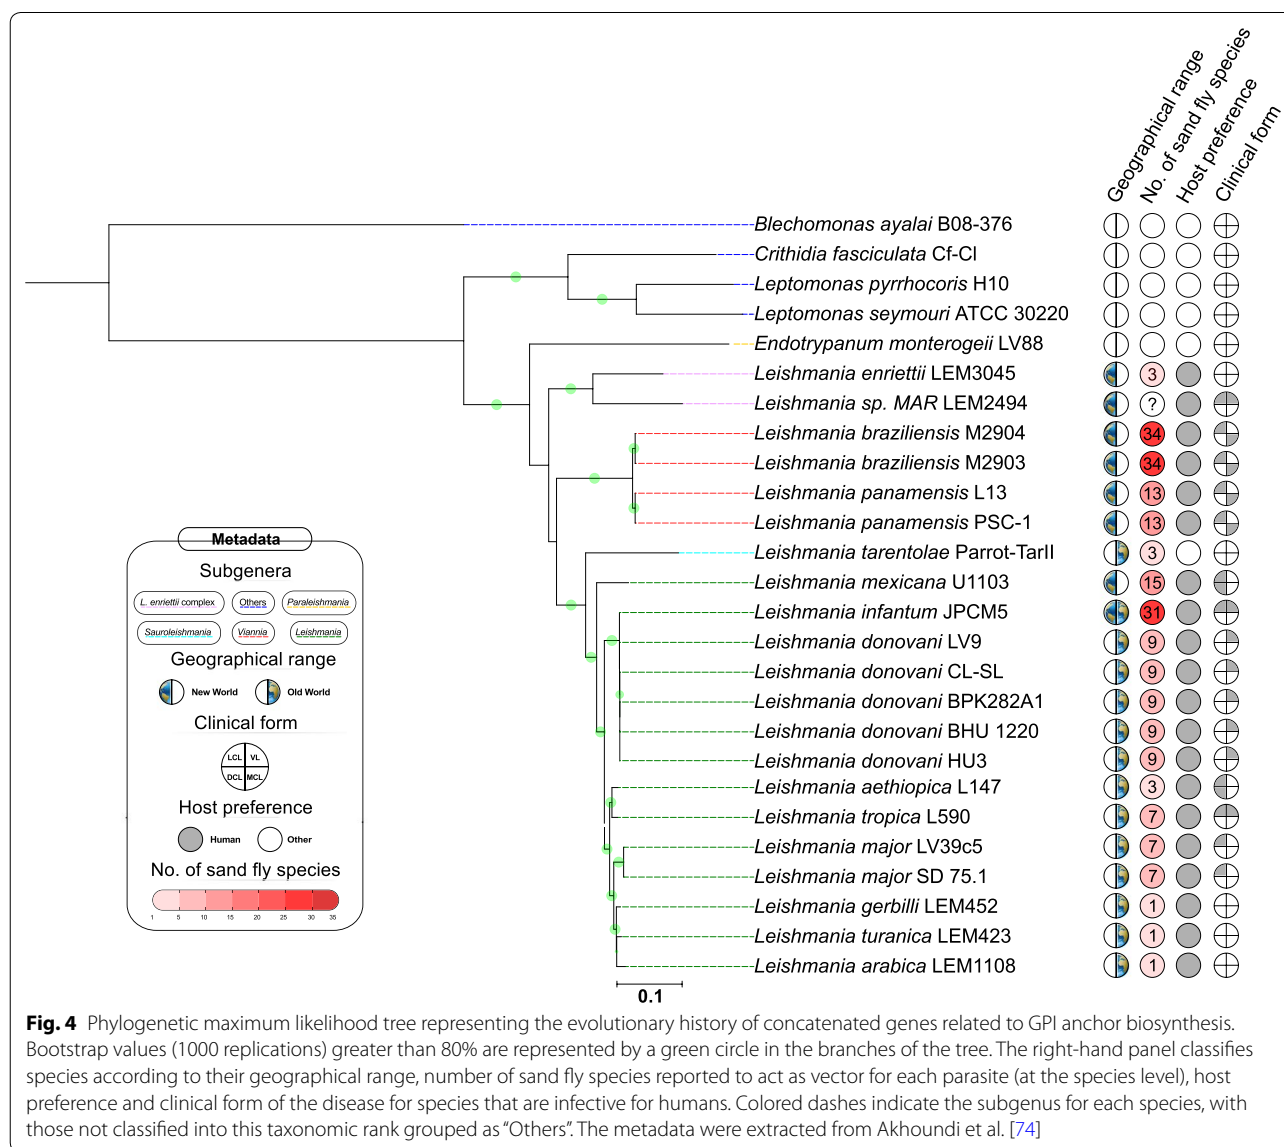 Geographical range
No. of sand fly species
Host preference
Clinical form
Blechomonas ayalai B08-376
Crithidia fasciculata Cf-Cl
Leptomonas pyrrhocoris H10
Leptomonas seymouri ATCC 30220
Endotrypanum monterogeii LV88
Leishmania enriettii LEM3045 3
Leishmania sp. MAR LEM2494 ?
Leishmania braziliensis M2904 34
Leishmania braziliensis M2903 34
Leishmania panamensis L13 13
Leishmania panamensis PSC-1 13
Leishmania tarentolae Parrot-TarII 3
Leishmania mexicana U1103 15
Leishmania infantum JPCM5 31
Leishmania donovani LV9 9
Leishmania donovani CL-SL 9
Leishmania donovani BPK282A1 9
Leishmania donovani BHU 1220 9
Leishmania donovani HU3 9
Leishmania aethiopica L147 3
Leishmania tropica L590 7
Leishmania major LV39c5 7
Leishmania major SD 75.1 7
Leishmania gerbilli LEM452 1
Leishmania turanica LEM423 1
Leishmania arabica LEM1108 1
0.1
Metadata
Subgenera
L. enriettii complex Others Paraleishmania
Sauroleishmania Viannia Leishmania
Geographical range
New World Old World
Clinical form
LCL VL
DCL MCL
Host preference
Human Other
No. of sand fly species
1 5 10 15 20 25 30 35
Fig. 4 Phylogenetic maximum likelihood tree representing the evolutionary history of concatenated genes related to GPI anchor biosynthesis.
Bootstrap values (1000 replications) greater than 80% are represented by a green circle in the branches of the tree. The right-hand panel classifies
species according to their geographical range, number of sand fly species reported to act as vector for each parasite (at the species level), host
preference and clinical form of the disease for species that are infective for humans. Colored dashes indicate the subgenus for each species, with
those not classified into this taxonomic rank grouped as “Others”. The metadata were extracted from Akhoundi et al. [74]